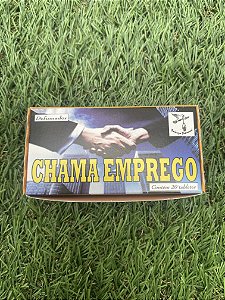 Defumador
CHAMA EMPREGO
Contém 20 tabletes